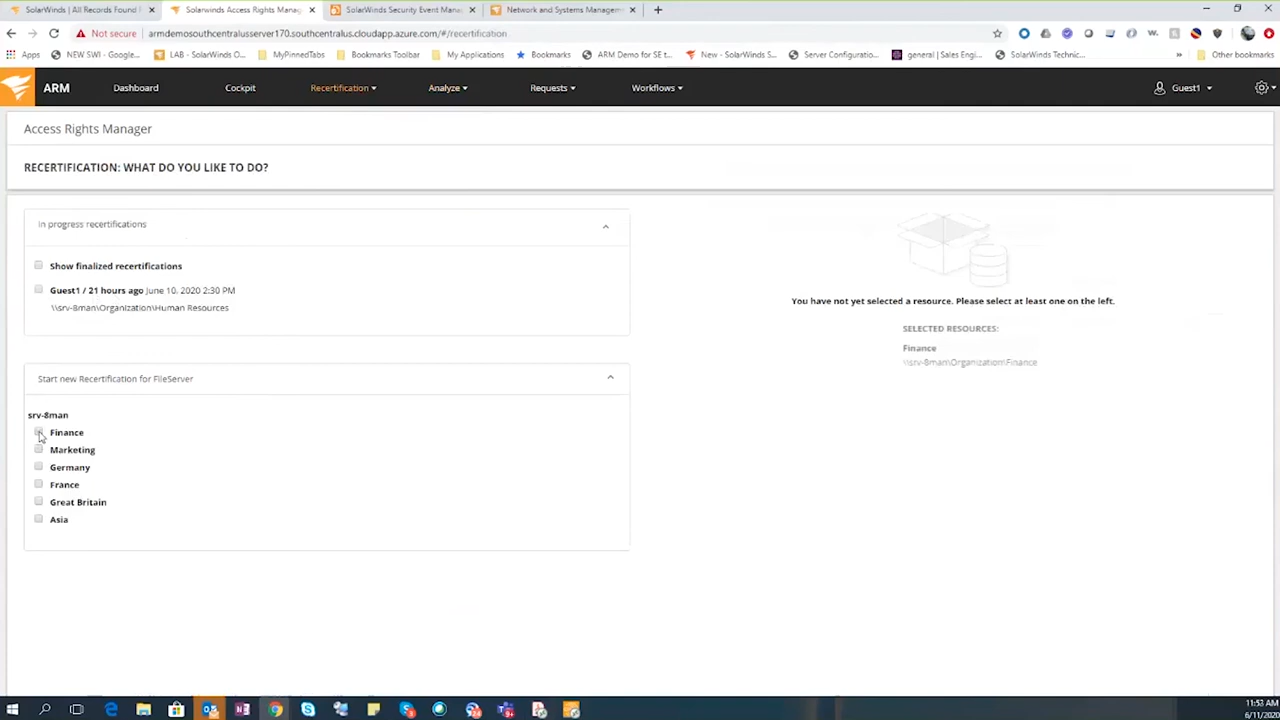 SolarWinds | All Records Found
Solarwinds Access Rights Mana
SolarWinds Security Event Mana
Network and Systems Managemen
Not secure
armdemosouthcentralusserver170.southcentralus.cloudapp.azure.com/#/recertification
Apps
NEW SWI - Google...
LAB - SolarWinds O...
MyPinnedTabs
Bookmarks Toolbar
My Applications
Bookmarks
ARM Demo for SE t...
New - SolarWinds S...
Server Configuratio...
general | Sales Engi...
SolarWinds Technic...
»
Other bookmarks
ARM
Dashboard
Cockpit
Recertification
Analyze
Requests
Workflows
Guest1
Access Rights Manager
RECERTIFICATION: WHAT DO YOU LIKE TO DO?
In progress recertifications
Show finalized recertifications
Guest1 / 21 hours ago June 10, 2020 2:30 PM
\\srv-8man\Organization\Human Resources
Start new Recertification for FileServer
srv-8man
Finance
Marketing
Germany
France
Great Britain
Asia
You have not yet selected a resource. Please select at least one on the left.
SELECTED RESOURCES:
Finance
\\srv-8man\Organization\Finance
11:53 AM
6/11/2020